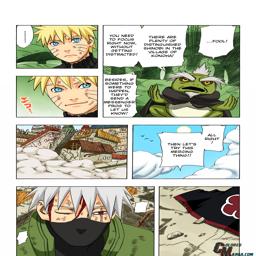 ...FOOL!
THERE ARE
PLENTY OF
DISTINGUISHED
SHINOBI IN THE
VILLAGE OF
KONOHA!
YOU NEED
TO FOCUS
RIGHT NOW,
WITHOUT
GETTING
DISTRACTED!
BESIDES,
IF SOMETHING
WERE TO
HAPPEN,
THEY'D
SEND A
MESSENGER
FROG TO
LET US
KNOW!
ALL
RIGHT!
THEN LET'S
TRY THIS
MERGING
THING!!